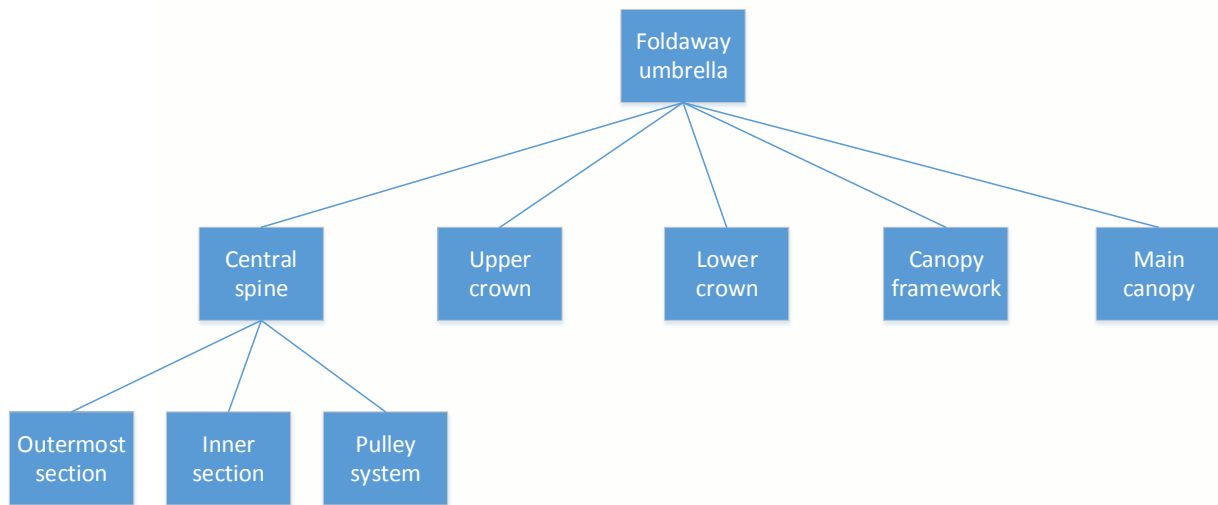 Foldaway
umbrella
Central
spine
Upper
crown
Lower
crown
Canopy
framework
Main
canopy
Outermost
section
Inner
section
Pulley
system